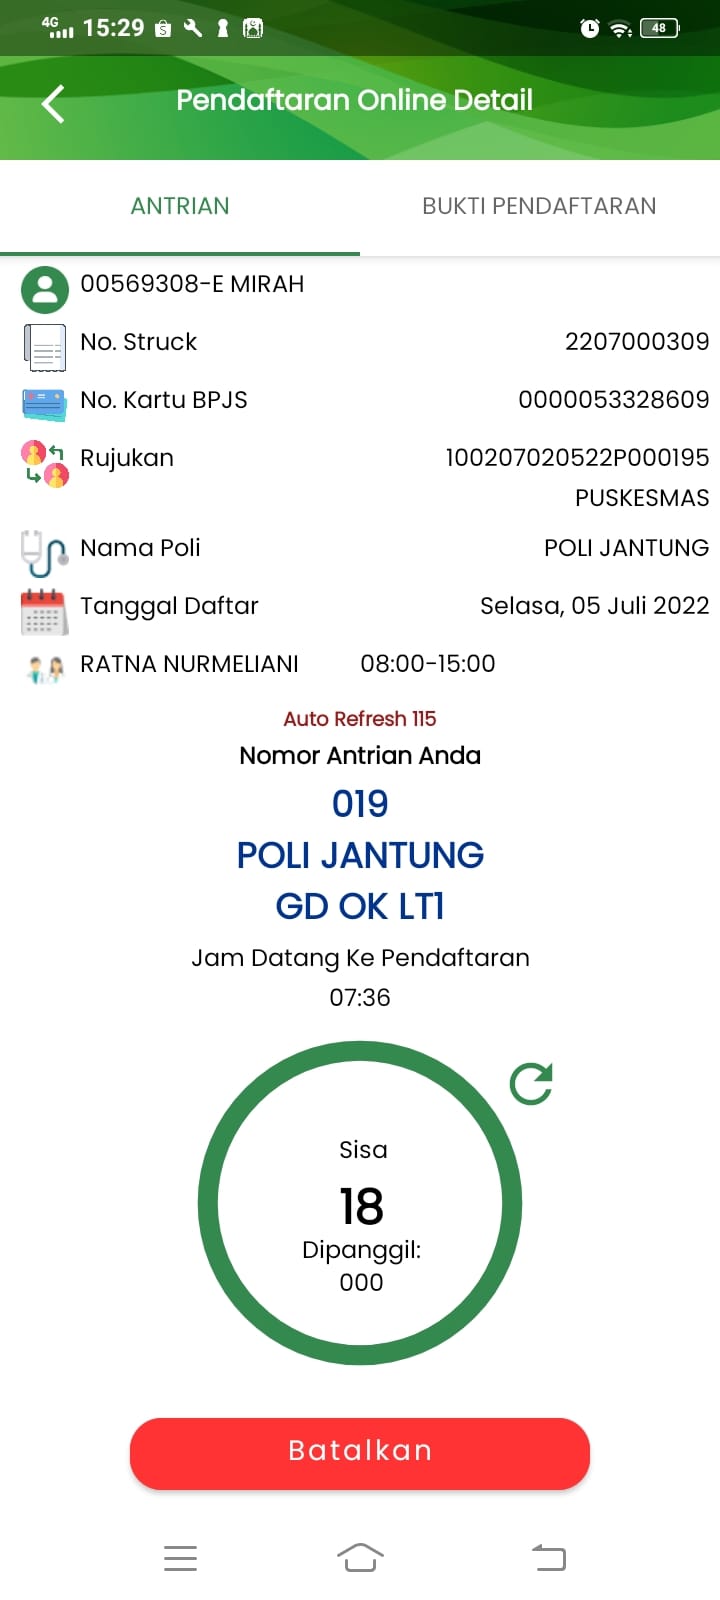 4G 15:29 48
Pendaftaran Online Detail
ANTRIAN BUKTI PENDAFTARAN
00569308-E MIRAH
No. Struck 2207000309
No. Kartu BPJS 0000053328609
Rujukan 100207020522P000195
PUSKESMAS
Nama Poli POLI JANTUNG
Tanggal Daftar Selasa, 05 Juli 2022
RATNA NURMELIANI 08:00-15:00
Auto Refresh 115
Nomor Antrian Anda
019
POLI JANTUNG
GD OK LT1
Jam Datang Ke Pendaftaran
07:36
Sisa
18
Dipanggil:
000
Batalkan